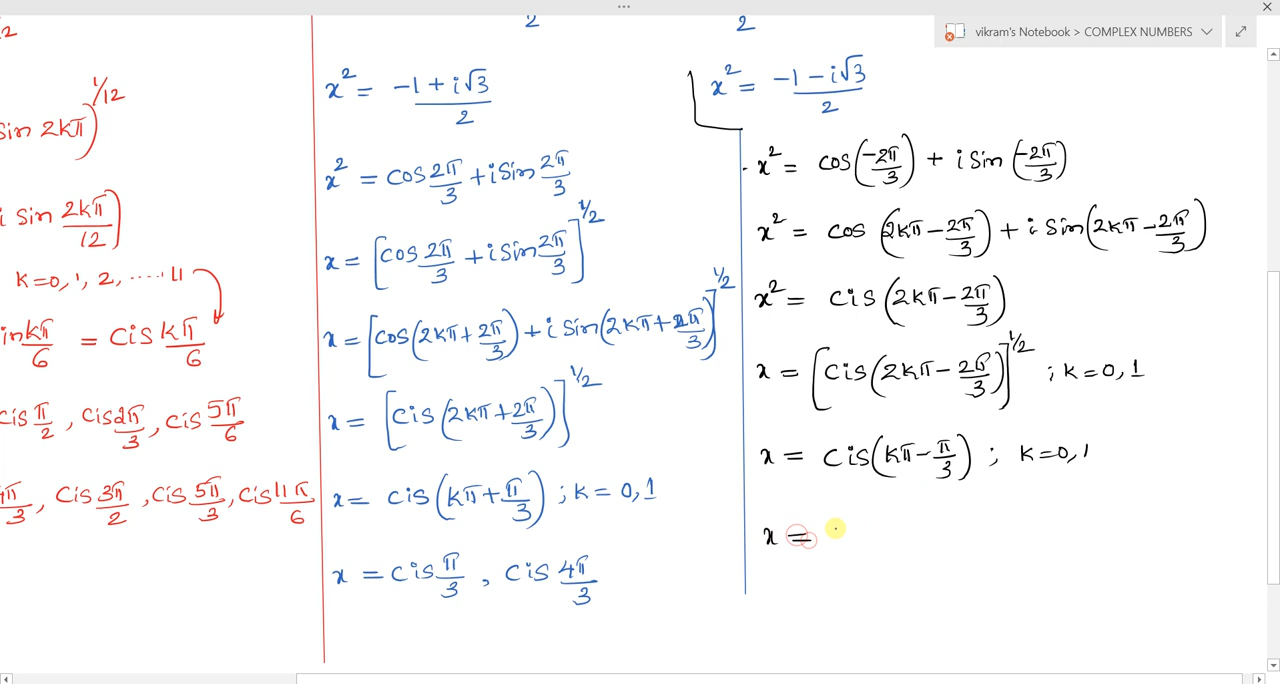 vikram's Notebook > COMPLEX NUMBERS
/2
1/12
sin 2kπ)
i sin 2kπ/12]
k=0, 1, 2, ..... 11
sin kπ/6 = cis kπ/6
cis π/2, cis 2π/3, cis 5π/6
4π/3, cis 3π/2, cis 5π/3, cis 11π/6
2
x² = (-1 + i√3)/2
x² = cos 2π/3 + i sin 2π/3
x = [cos 2π/3 + i sin 2π/3]^1/2
x = [cos(2kπ + 2π/3) + i sin(2kπ + 2π/3)]^1/2
x = [cis(2kπ + 2π/3)]^1/2
x = cis(kπ + π/3) ; k = 0, 1
x = cis π/3, cis 4π/3
2
x² = (-1 - i√3)/2
x² = cos(-2π/3) + i sin(-2π/3)
x² = cos(2kπ - 2π/3) + i sin(2kπ - 2π/3)
x² = cis(2kπ - 2π/3)
x = [cis(2kπ - 2π/3)]^1/2 ; k = 0, 1
x = cis(kπ - π/3) ; k = 0, 1
x =